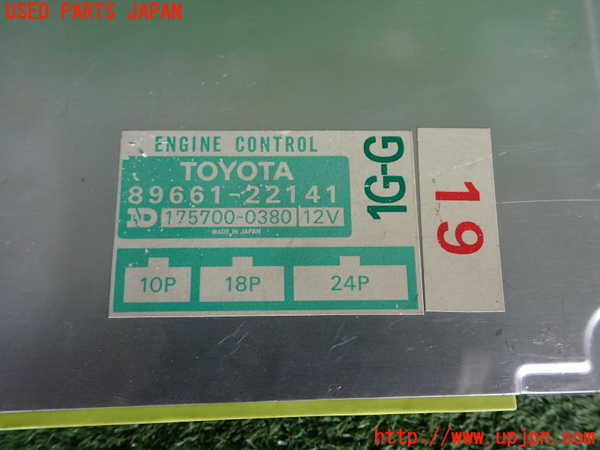 USED PARTS JAPAN
ENGINE CONTROL
TOYOTA
89661-22141
ND 175700-0380 12V
MADE IN JAPAN
1G-G
19
10P 18P 24P
http://www.upjpn.com